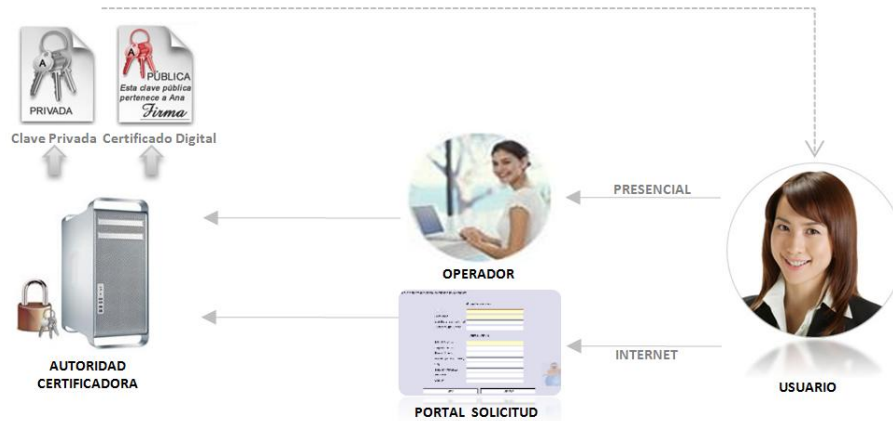 A
A
PÚBLICA
Esta clave pública
pertenece a Ana
Firma
PRIVADA
Clave Privada
Certificado Digital
PRESENCIAL
OPERADOR
INTERNET
AUTORIDAD
CERTIFICADORA
USUARIO
PORTAL SOLICITUD